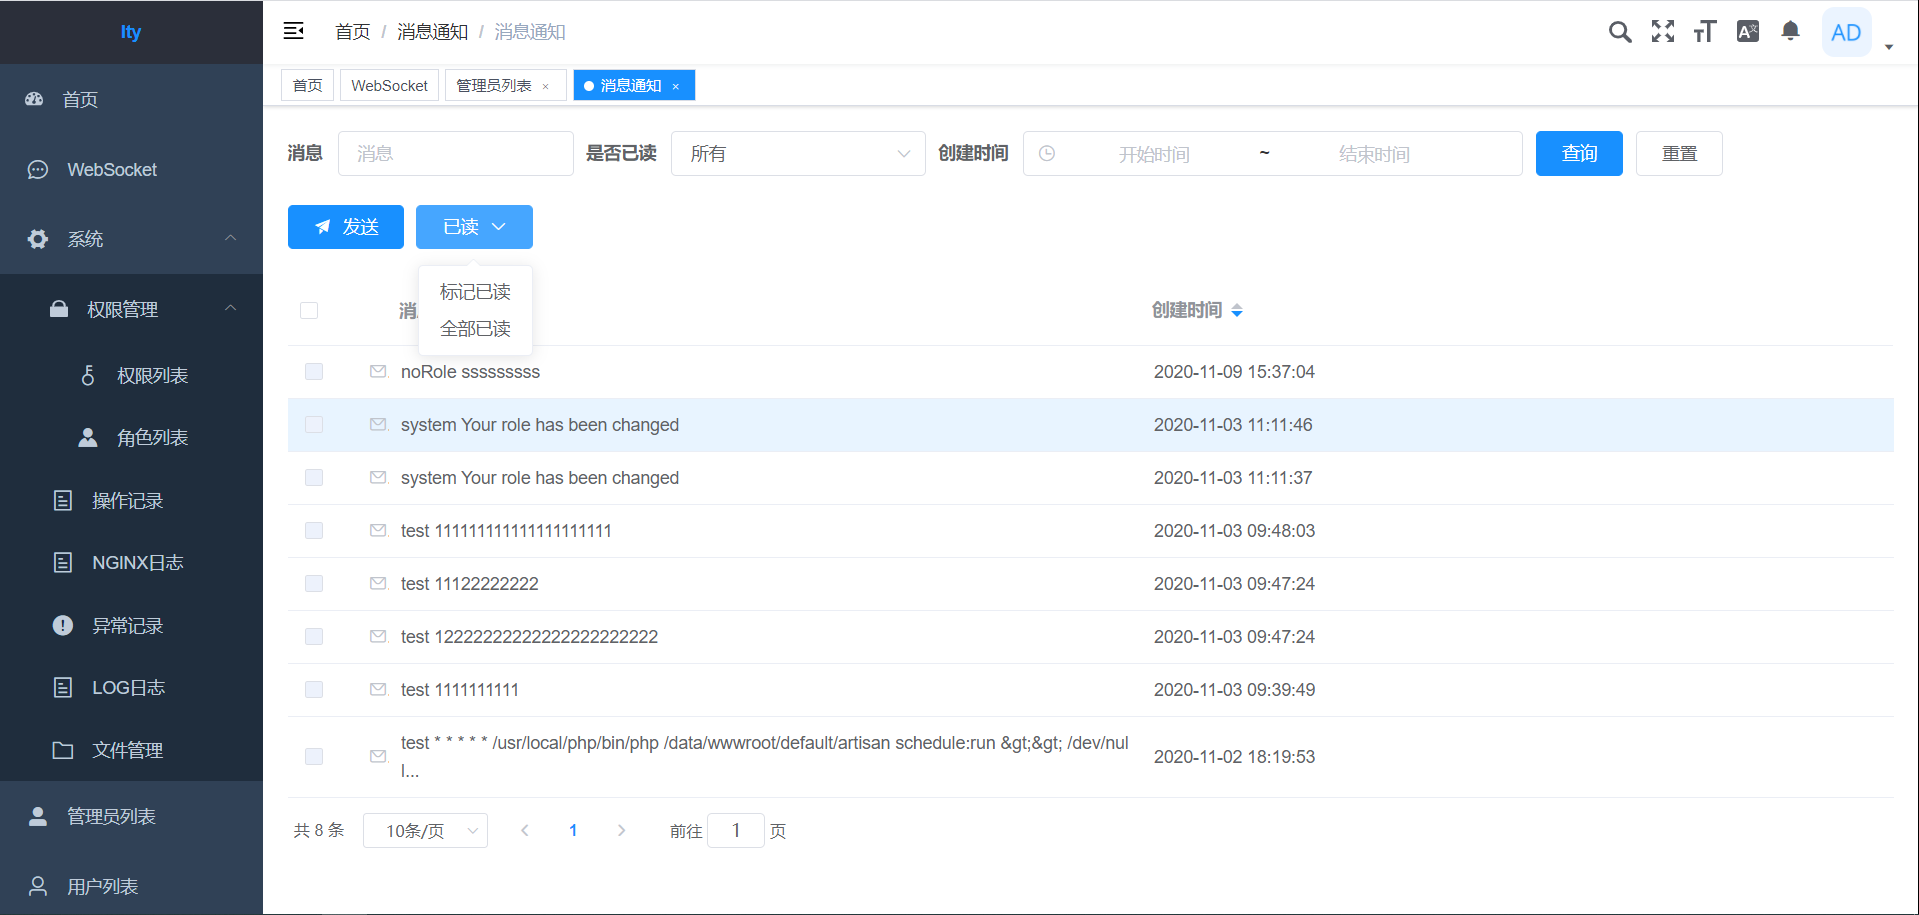 lty
首页
WebSocket
系统
权限管理
权限列表
角色列表
操作记录
NGINX日志
异常记录
LOG日志
文件管理
管理员列表
用户列表
首页 / 消息通知 / 消息通知
AD
首页
WebSocket
管理员列表 ×
消息通知 ×
消息 消息 是否已读 所有 创建时间 开始时间 ~ 结束时间 查询 重置
发送 已读
标记已读
全部已读
创建时间
noRole sssssssss 2020-11-09 15:37:04
system Your role has been changed 2020-11-03 11:11:46
system Your role has been changed 2020-11-03 11:11:37
test 111111111111111111111 2020-11-03 09:48:03
test 11122222222 2020-11-03 09:47:24
test 12222222222222222222222 2020-11-03 09:47:24
test 1111111111 2020-11-03 09:39:49
test * * * * * /usr/local/php/bin/php /data/wwwroot/default/artisan schedule:run &gt;&gt; /dev/nul
l... 2020-11-02 18:19:53
共 8 条 10条/页 1 前往 1 页